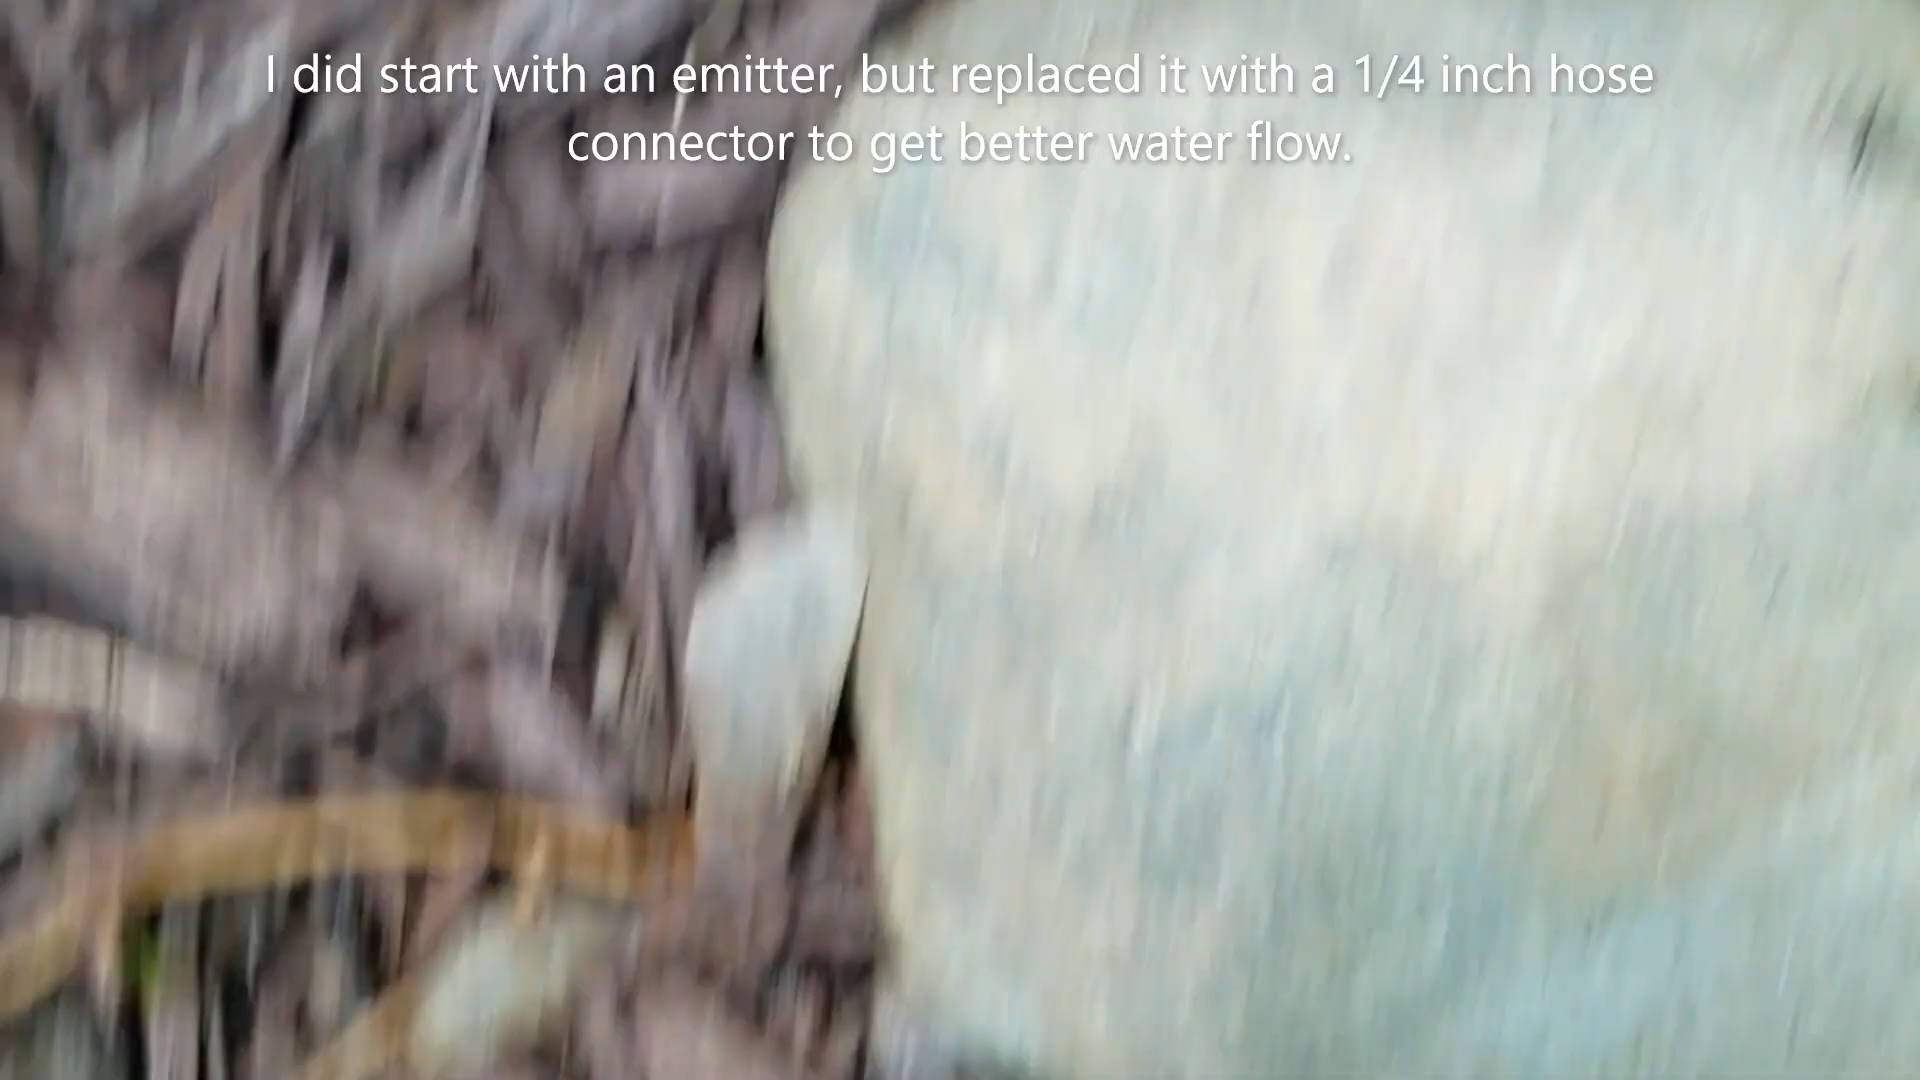 I did start with an emitter, but replaced it with a 1/4 inch hose
connector to get better water flow.